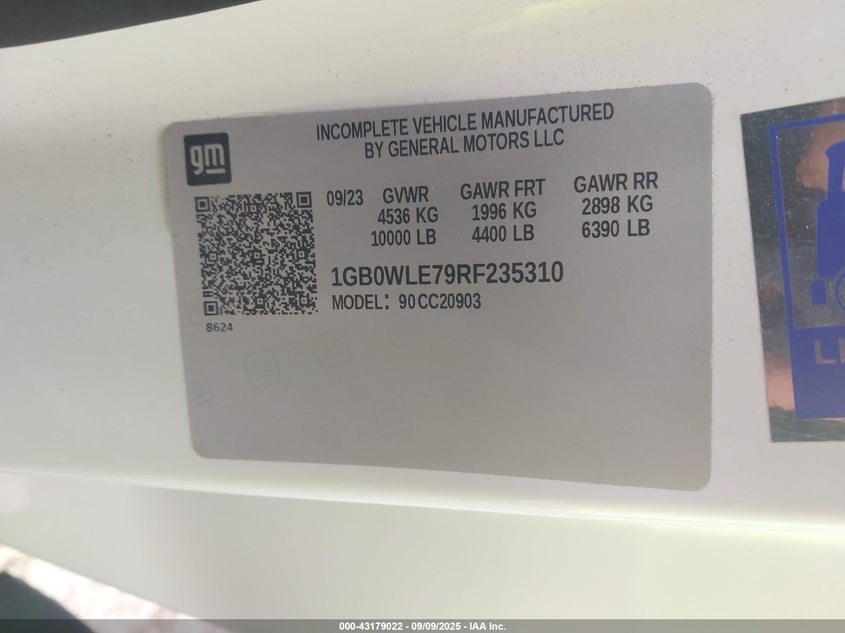 gm
INCOMPLETE VEHICLE MANUFACTURED
BY GENERAL MOTORS LLC
09/23 GVWR GAWR FRT GAWR RR
4536 KG 1996 KG 2898 KG
10000 LB 4400 LB 6390 LB
1GB0WLE79RF235310
MODEL: 90CC20903
8624
000-43179022 - 09/09/2025 - IAA Inc.